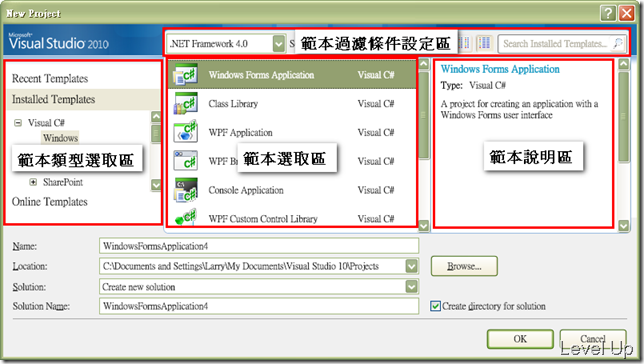 New Project
Microsoft
Visual Studio 2010
.NET Framework 4.0
S
範本過濾條件設定區
Search Installed Templates...
Recent Templates
Installed Templates
Visual C#
Windows
範本類型選取區
SharePoint
Online Templates
Windows Forms Application Visual C#
Class Library Visual C#
WPF Application Visual C#
WPF B
範本選取區
Visual C#
Console Application Visual C#
WPF Custom Control Library Visual C#
Windows Forms Application
Type: Visual C#
A project for creating an application with a
Windows Forms user interface
範本說明區
Name: WindowsFormsApplication4
Location: C:\Documents and Settings\Larry\My Documents\Visual Studio 10\Projects Browse...
Solution: Create new solution
Solution Name: WindowsFormsApplication4 Create directory for solution
OK Cancel
Level Up